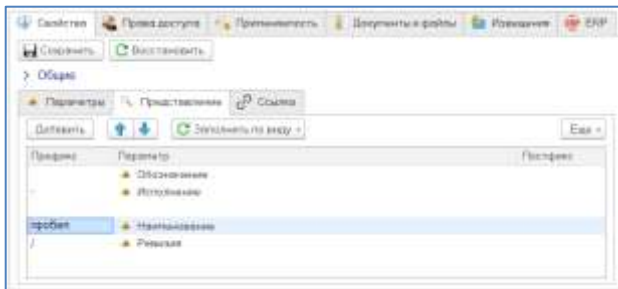 Свойства Права доступа Применяемость Документы и файлы Извещения ERP
Сохранить Восстановить
> Общие
Параметры Представление Ссылка
Добавить Заполнить по виду Еще
Префикс Параметр Постфикс
Обозначение
- Исполнение
пробел Наименование
/ Ревизия